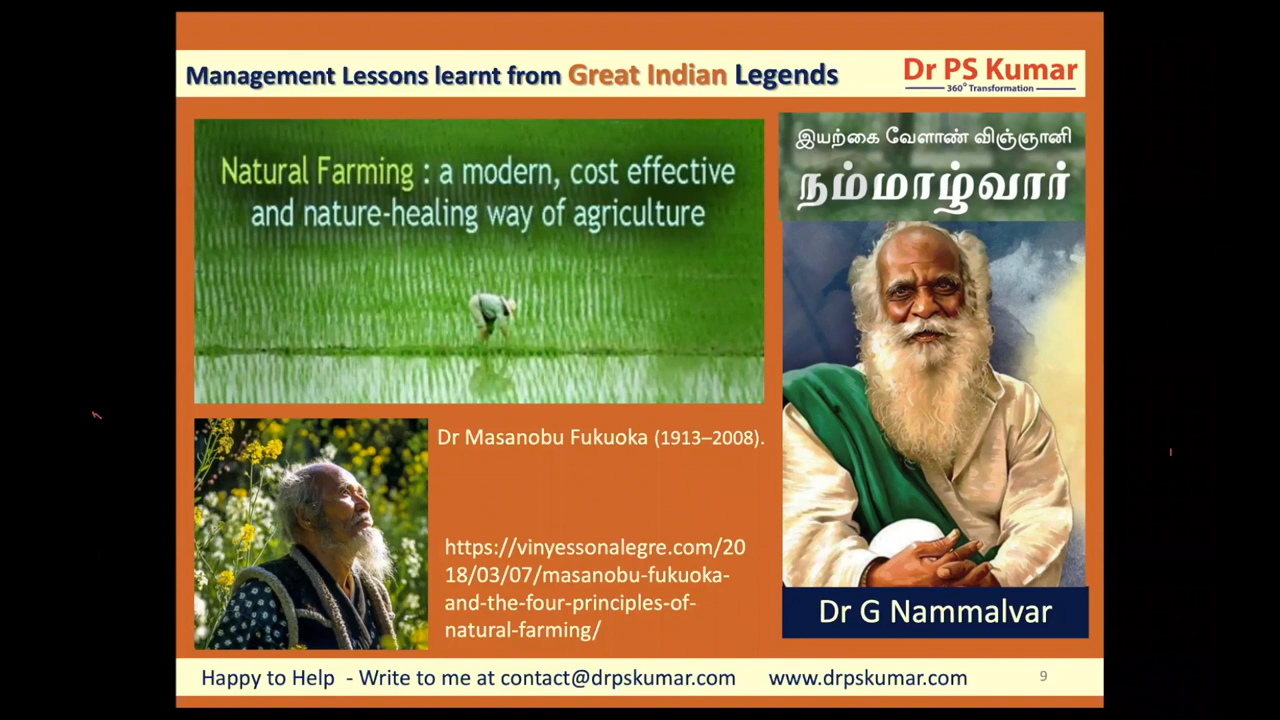 Management Lessons learnt from Great Indian Legends
Dr PS Kumar
360° Transformation
Natural Farming : a modern, cost effective
and nature-healing way of agriculture
இயற்கை வேளாண் விஞ்ஞானி
நம்மாழ்வார்
Dr Masanobu Fukuoka (1913–2008).
https://vinyessonalegre.com/20
18/03/07/masanobu-fukuoka-
and-the-four-principles-of-
natural-farming/
Dr G Nammalvar
Happy to Help - Write to me at contact@drpskumar.com www.drpskumar.com 9